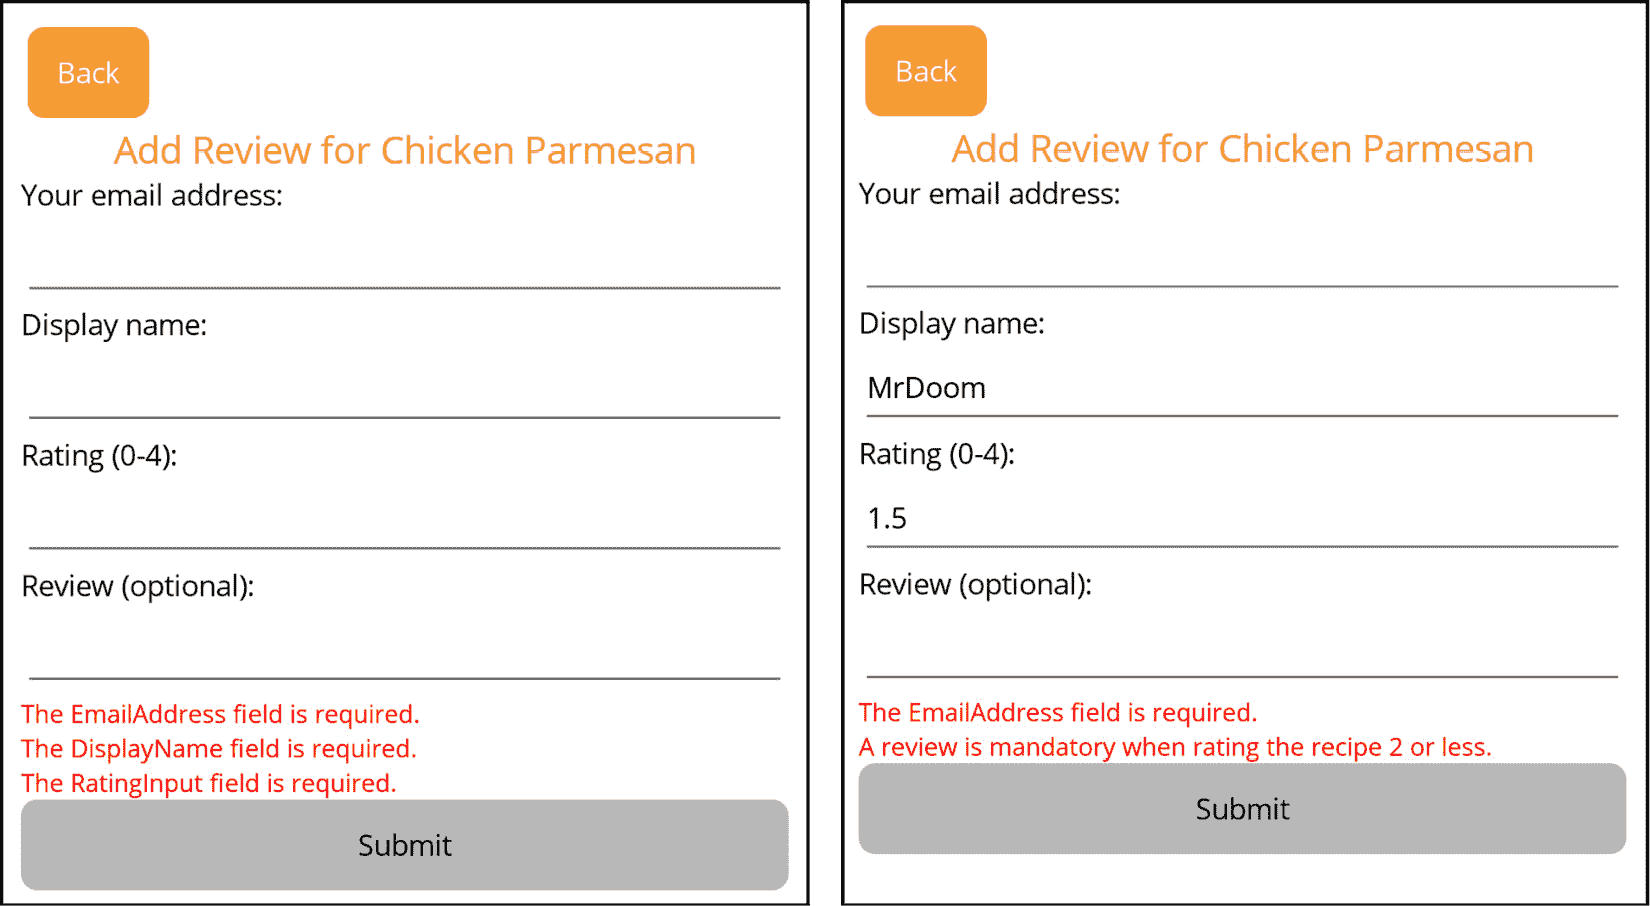 Back
Add Review for Chicken Parmesan
Your email address:
Display name:
Rating (0-4):
Review (optional):
The EmailAddress field is required.
The DisplayName field is required.
The RatingInput field is required.
Submit
Back
Add Review for Chicken Parmesan
Your email address:
Display name:
MrDoom
Rating (0-4):
1.5
Review (optional):
The EmailAddress field is required.
A review is mandatory when rating the recipe 2 or less.
Submit